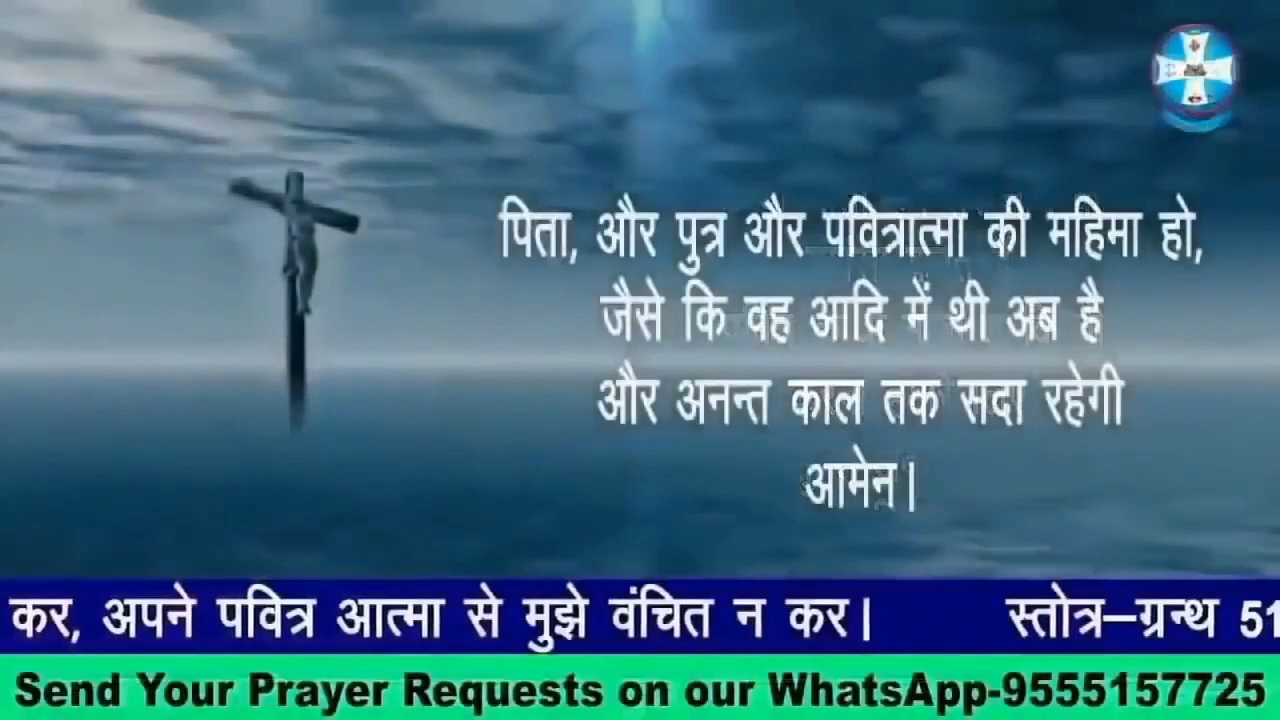 पिता, और पुत्र और पवित्रात्मा की महिमा हो,
जैसे कि वह आदि में थी अब है
और अनन्त काल तक सदा रहेगी
आमेन।
कर, अपने पवित्र आत्मा से मुझे वंचित न कर। स्तोत्र–ग्रन्थ 51
Send Your Prayer Requests on our WhatsApp-9555157725